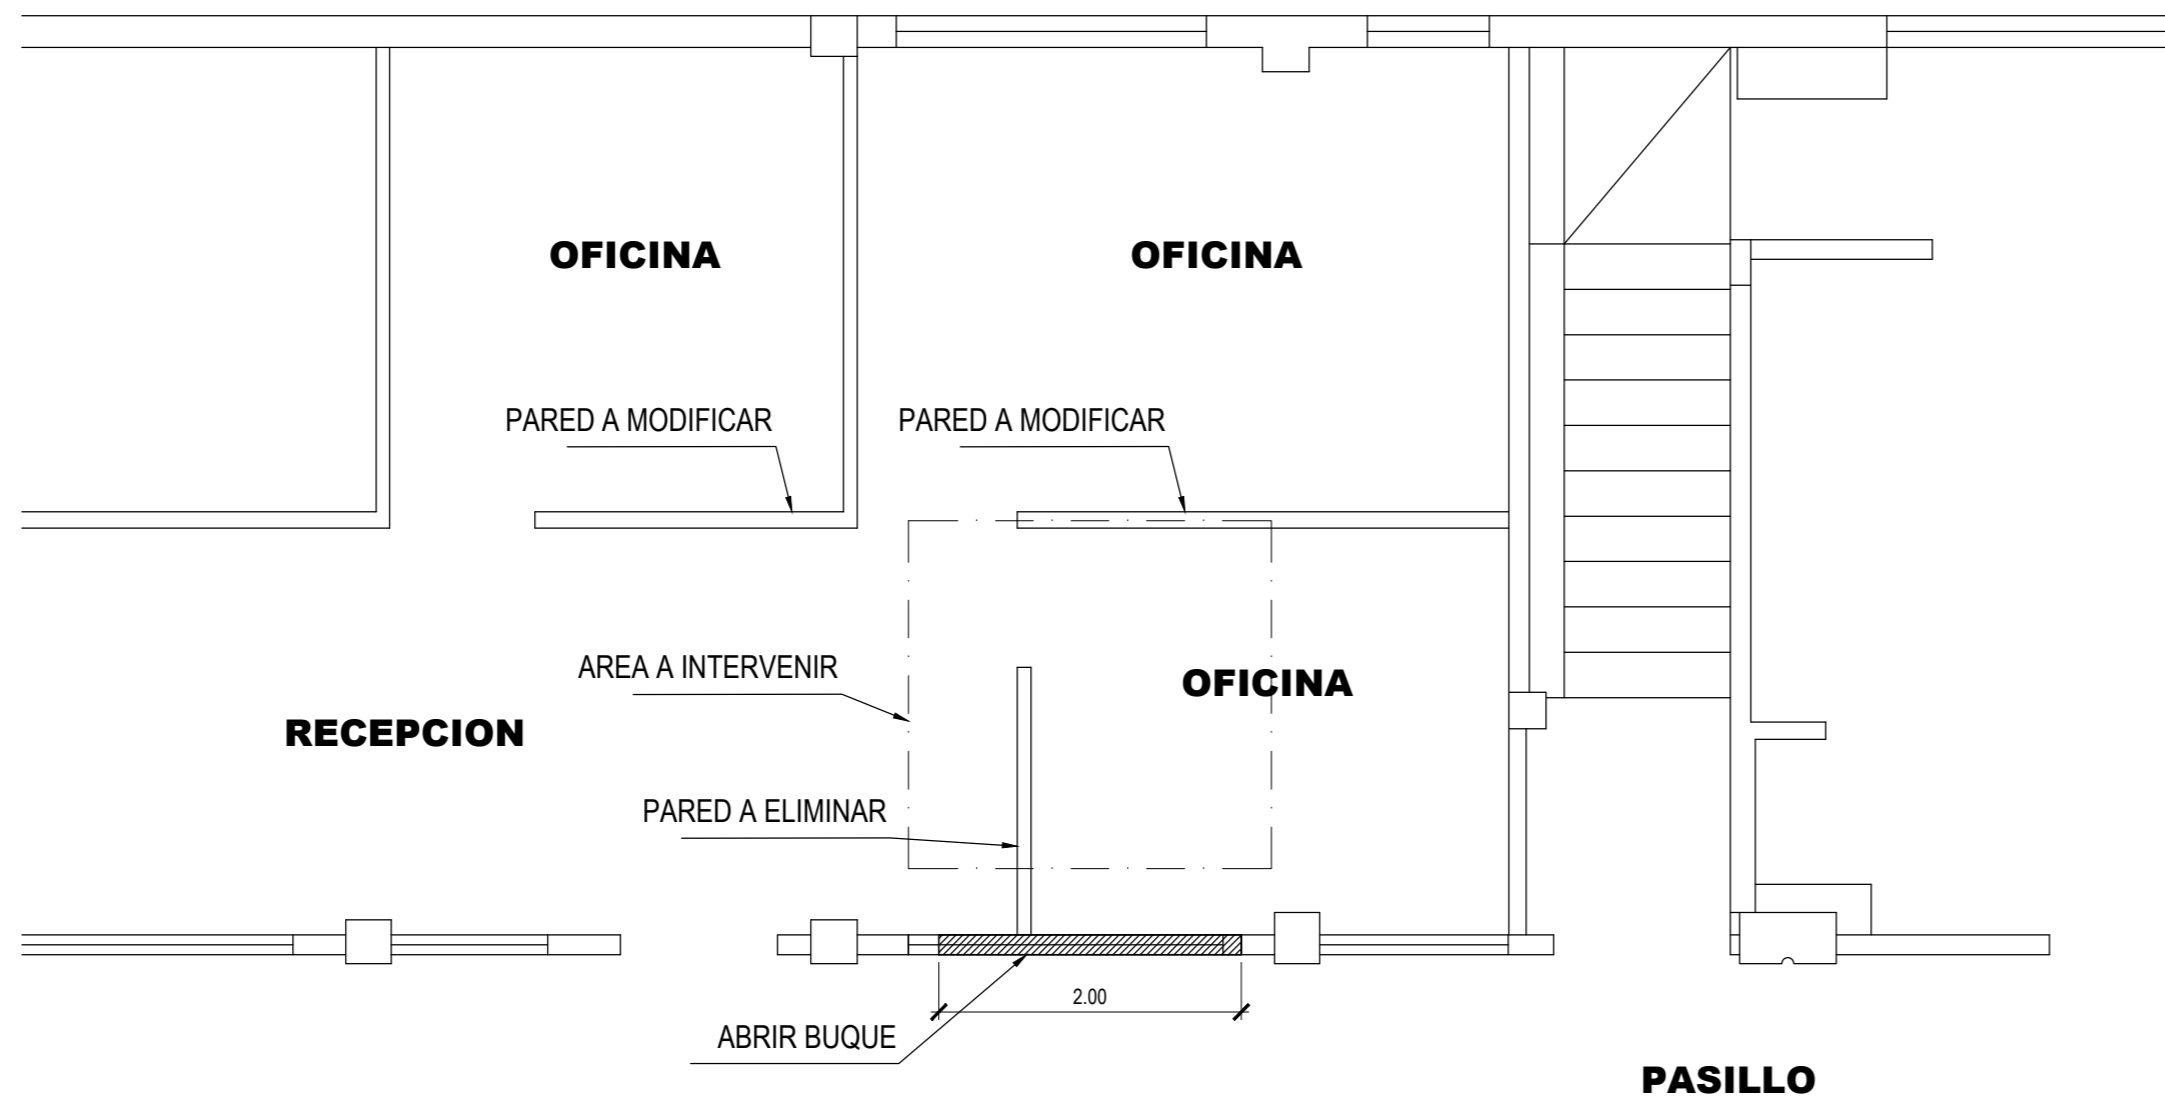 OFICINA
OFICINA
PARED A MODIFICAR
PARED A MODIFICAR
AREA A INTERVENIR
OFICINA
RECEPCION
PARED A ELIMINAR
2.00
ABRIR BUQUE
PASILLO